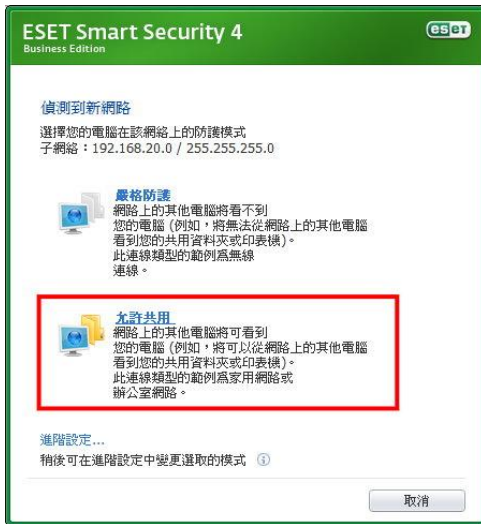 ESET Smart Security 4
Business Edition
eseT
偵測到新網路
選擇您的電腦在該網絡上的防護模式
子網絡：192.168.20.0 / 255.255.255.0
嚴格防護
網路上的其他電腦將看不到
您的電腦 (例如，將無法從網絡上的其他電腦
看到您的共用資料夾或印表機)。
此連線類型的範例爲無線
連線。
允許共用
網路上的其他電腦將可看到
您的電腦 (例如，將可以從網絡上的其他電腦
看到您的共用資料夾或印表機)。
此連線類型的範例爲家用網路或
辦公室網路。
進階設定...
稍後可在進階設定中變更選取的模式
取消